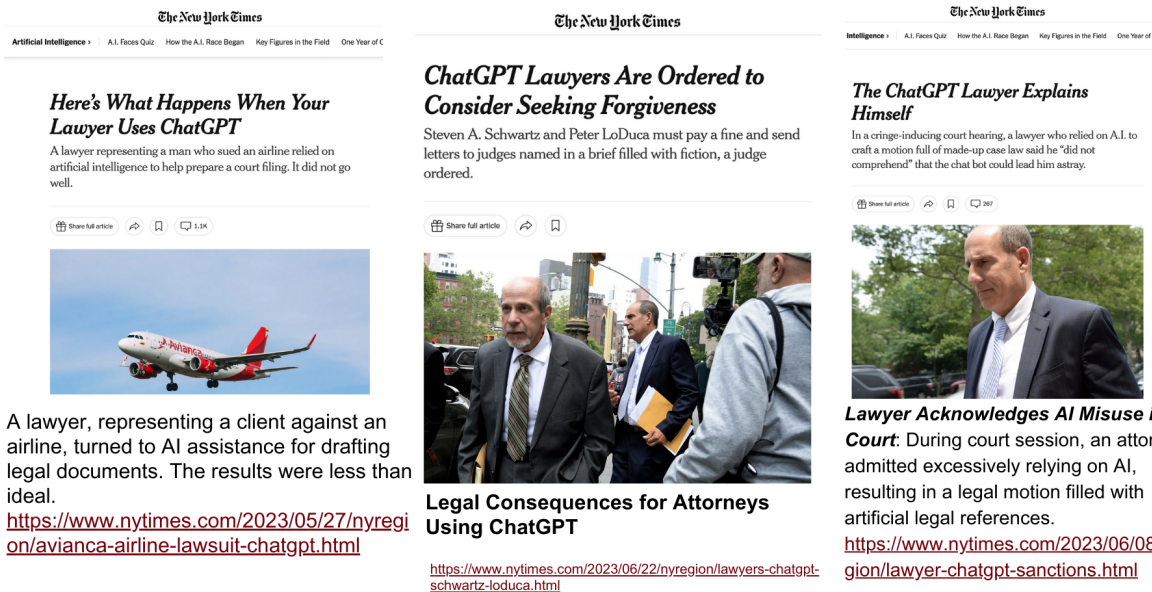 The New York Times
Artificial Intelligence › A.I. Faces Quiz How the A.I. Race Began Key Figures in the Field One Year of C
Here's What Happens When Your
Lawyer Uses ChatGPT
A lawyer representing a man who sued an airline relied on
artificial intelligence to help prepare a court filing. It did not go
well.
Share full article
1.1K
Avianca
A lawyer, representing a client against an
airline, turned to AI assistance for drafting
legal documents. The results were less than
ideal.
https://www.nytimes.com/2023/05/27/nyregi
on/avianca-airline-lawsuit-chatgpt.html
The New York Times
ChatGPT Lawyers Are Ordered to
Consider Seeking Forgiveness
Steven A. Schwartz and Peter LoDuca must pay a fine and send
letters to judges named in a brief filled with fiction, a judge
ordered.
Share full article
Legal Consequences for Attorneys
Using ChatGPT
https://www.nytimes.com/2023/06/22/nyregion/lawyers-chatgpt-
schwartz-loduca.html
The New York Times
Intelligence › A.I. Faces Quiz How the A.I. Race Began Key Figures in the Field One Year of
The ChatGPT Lawyer Explains
Himself
In a cringe-inducing court hearing, a lawyer who relied on A.I. to
craft a motion full of made-up case law said he "did not
comprehend" that the chat bot could lead him astray.
Share full article
267
Lawyer Acknowledges AI Misuse i
Court: During court session, an attor
admitted excessively relying on AI,
resulting in a legal motion filled with
artificial legal references.
https://www.nytimes.com/2023/06/08
gion/lawyer-chatgpt-sanctions.html